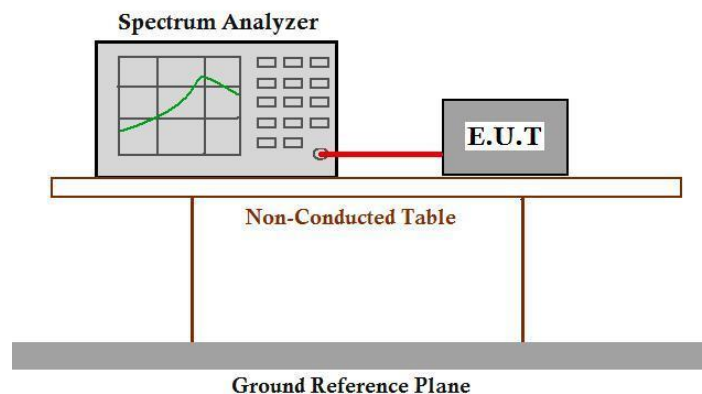 Spectrum Analyzer
E.U.T
Non-Conducted Table
Ground Reference Plane